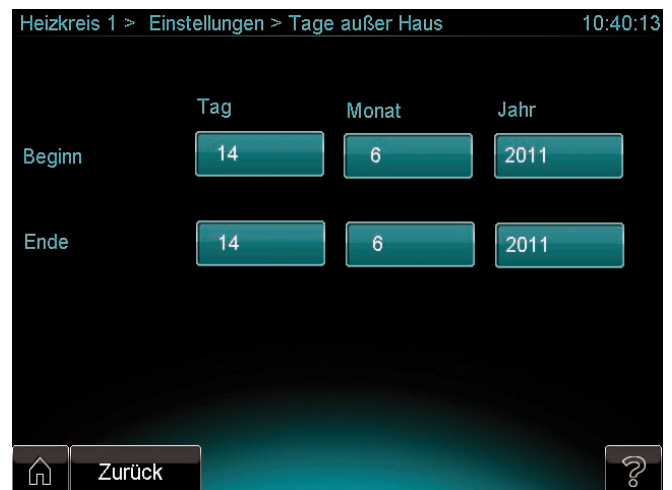 Heizkreis 1 > Einstellungen > Tage außer Haus 10:40:13
Tag Monat Jahr
Beginn 14 6 2011
Ende 14 6 2011
Zurück ?